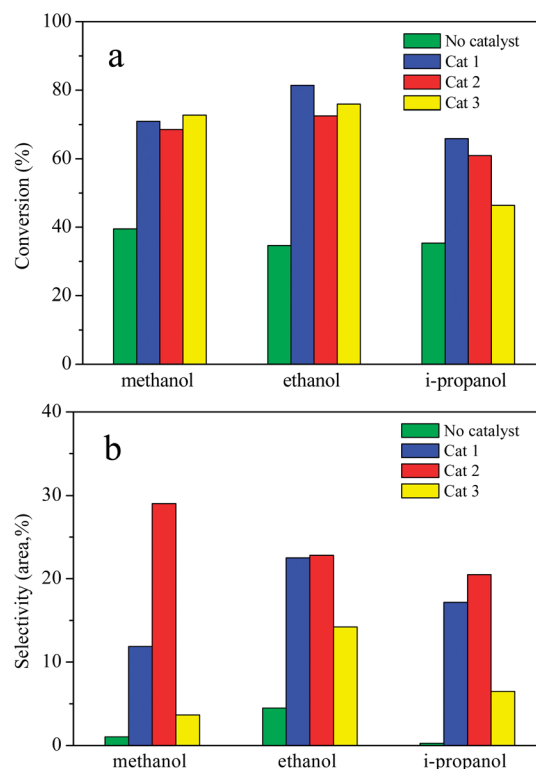 100
80
60
40
20
0
Conversion (%)
a
No catalyst
Cat 1
Cat 2
Cat 3
methanol ethanol i-propanol
40
30
20
10
0
Selectivity (area,%)
b
No catalyst
Cat 1
Cat 2
Cat 3
methanol ethanol i-propanol